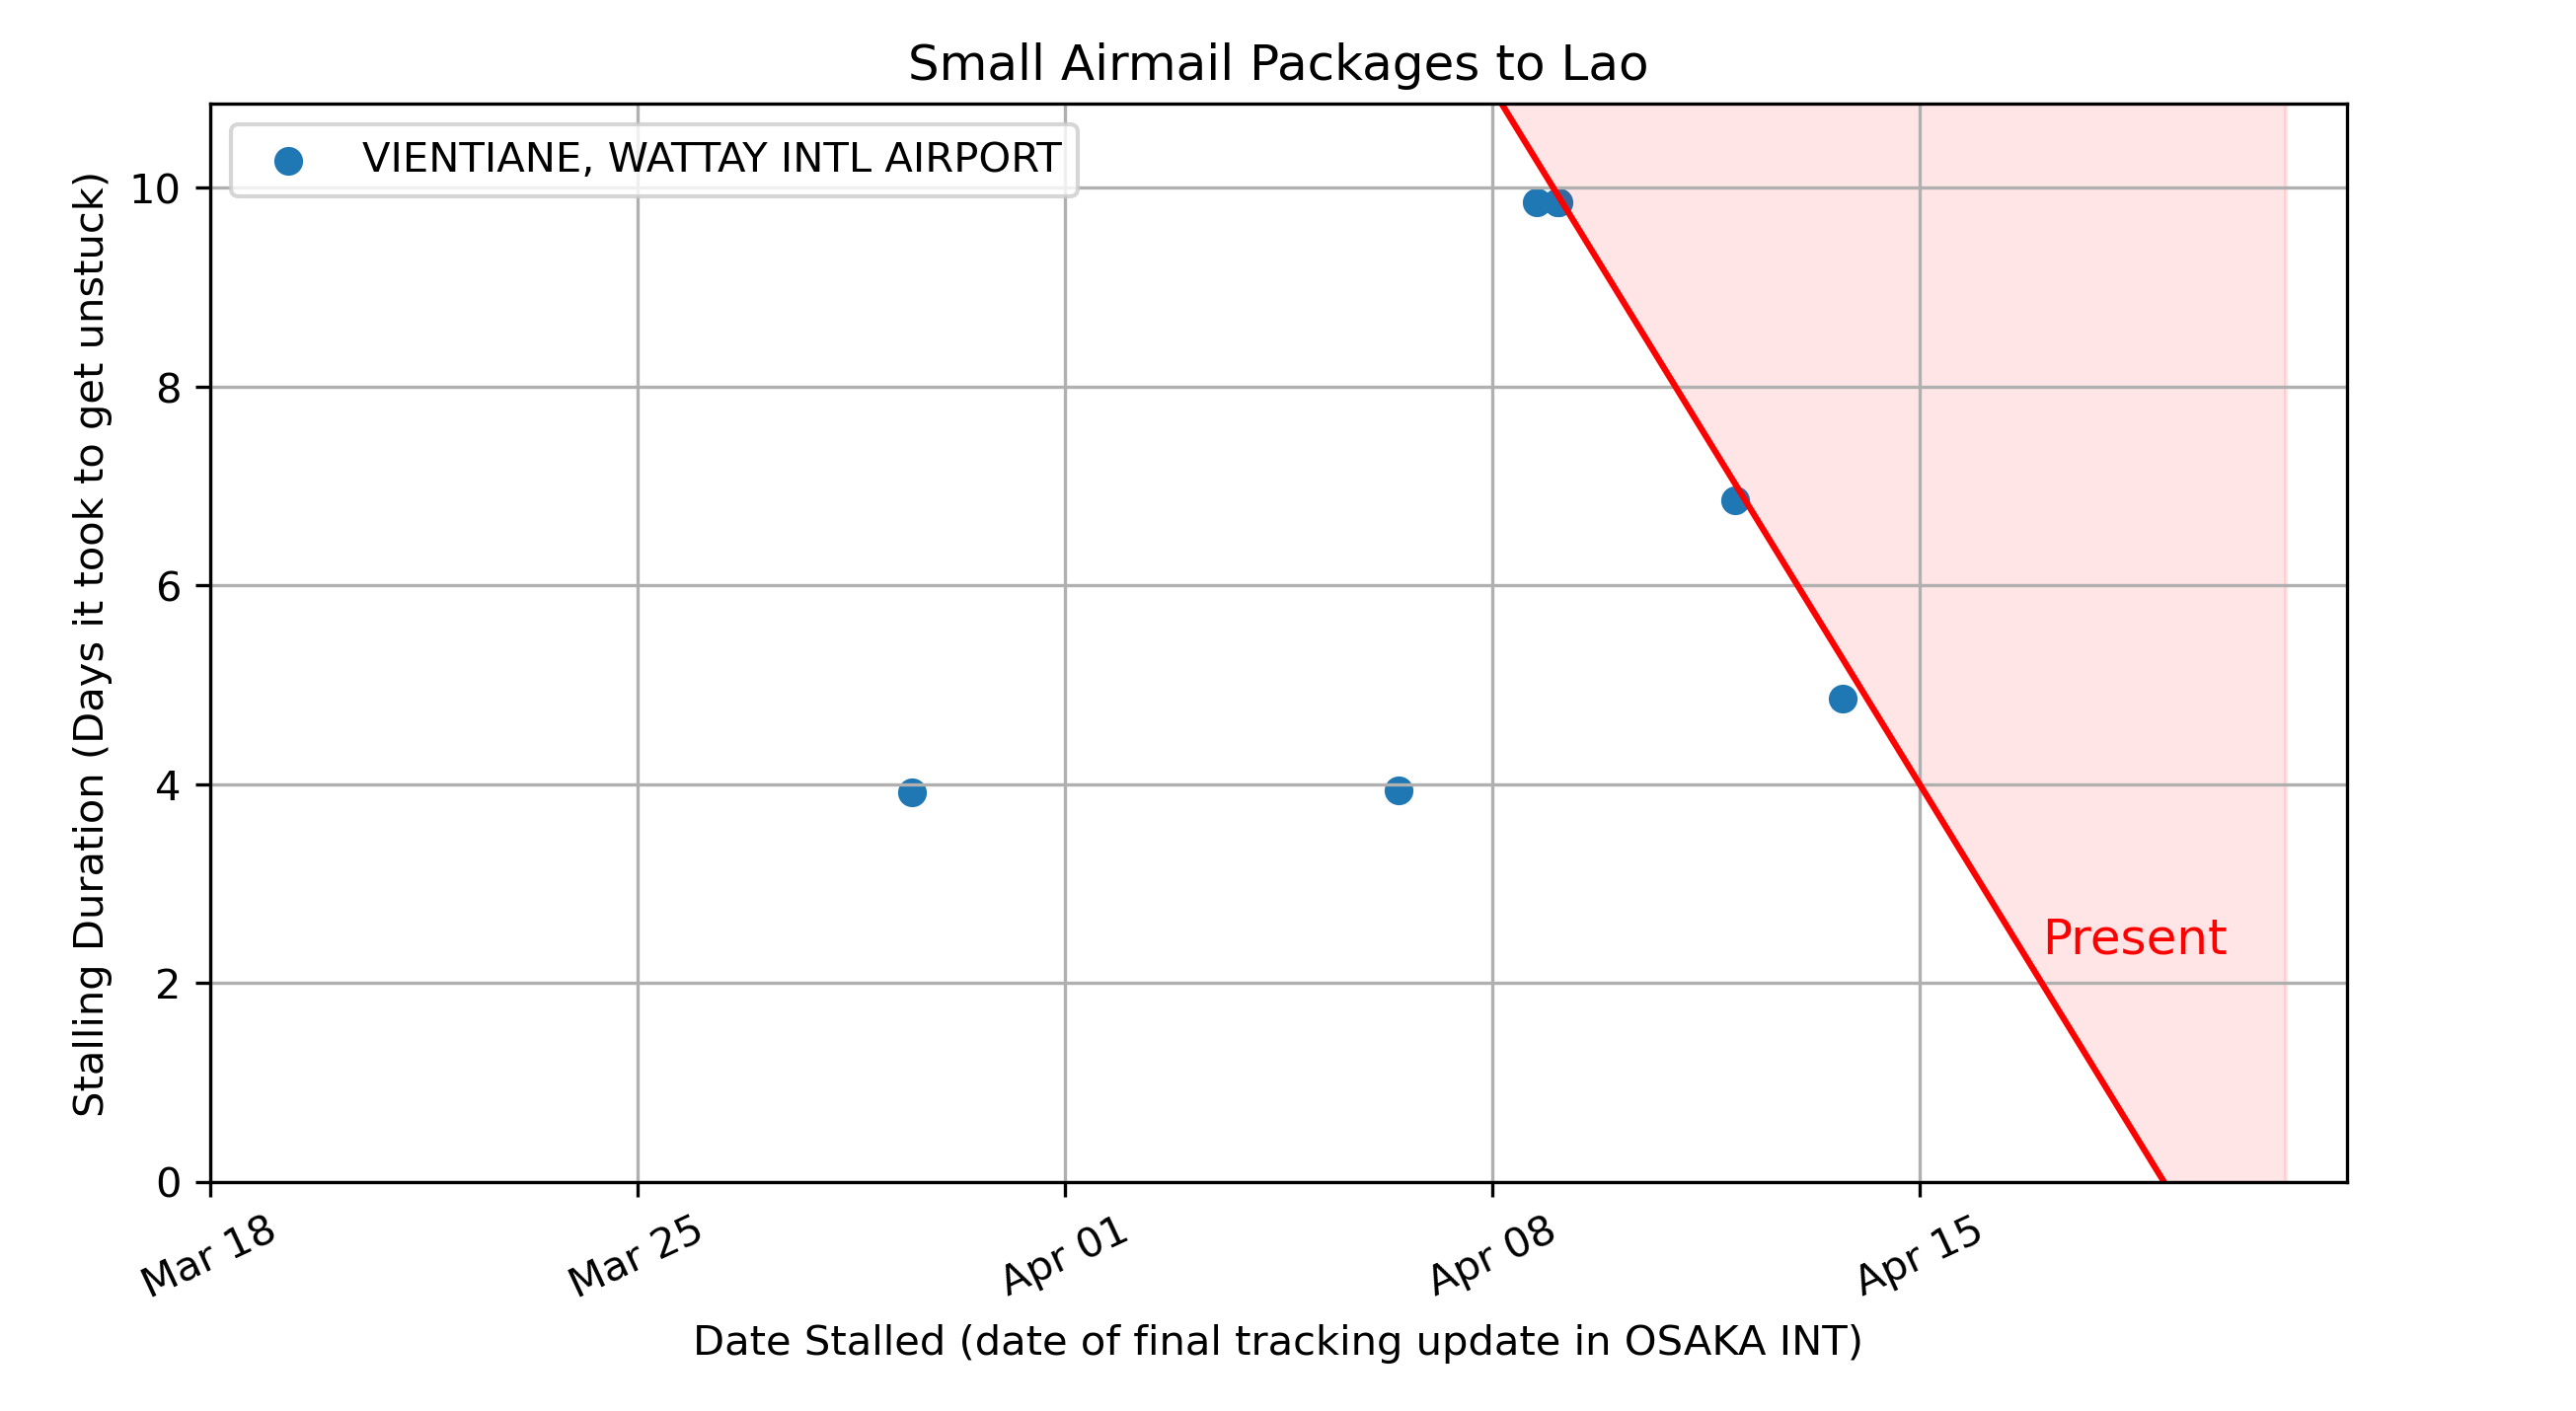 Small Airmail Packages to Lao
VIENTIANE, WATTAY INTL AIRPORT
Stalling Duration (Days it took to get unstuck)
10
8
6
4
2
0
Present
Mar 18
Mar 25
Apr 01
Apr 08
Apr 15
Date Stalled (date of final tracking update in OSAKA INT)